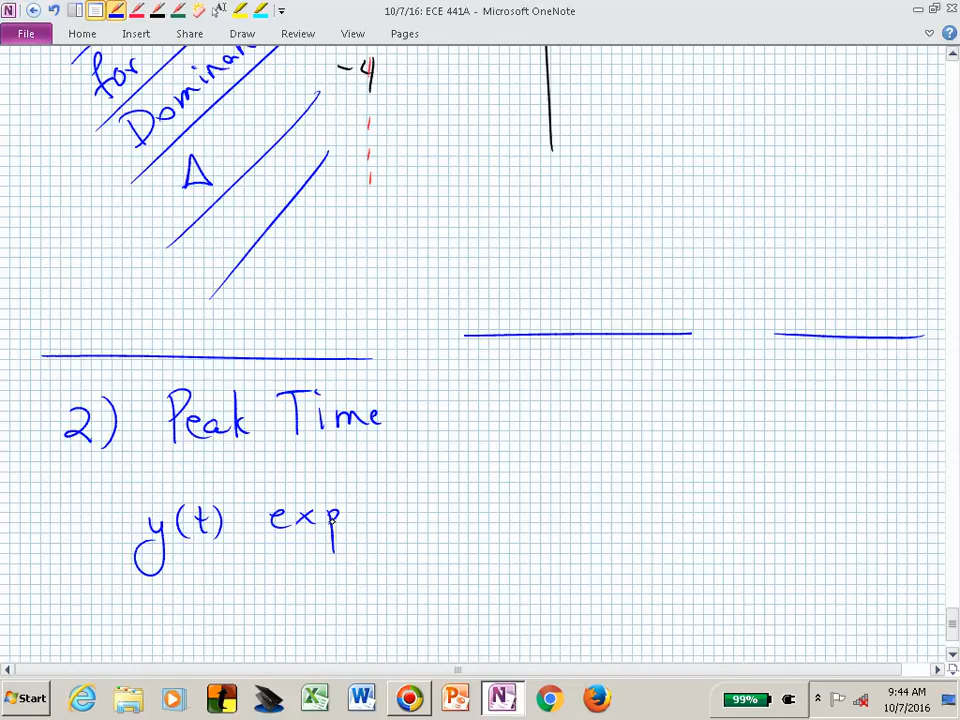 10/7/16: ECE 441A - Microsoft OneNote
File Home Insert Share Draw Review View Pages
for
Dominan
Δ
-4
2) Peak Time
y(t) exp
Start
99%
9:44 AM
10/7/2016